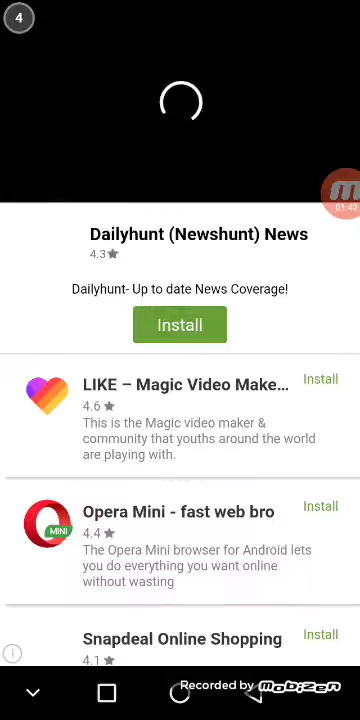 4
01:42
Dailyhunt (Newshunt) News
4.3
Dailyhunt- Up to date News Coverage!
Install
LIKE – Magic Video Make...
Install
4.6
This is the Magic video maker &
community that youths around the world
are playing with.
Opera Mini - fast web bro
Install
MINI
4.4
The Opera Mini browser for Android lets
you do everything you want online
without wasting
Snapdeal Online Shopping
Install
4.1
Recorded by mobizen